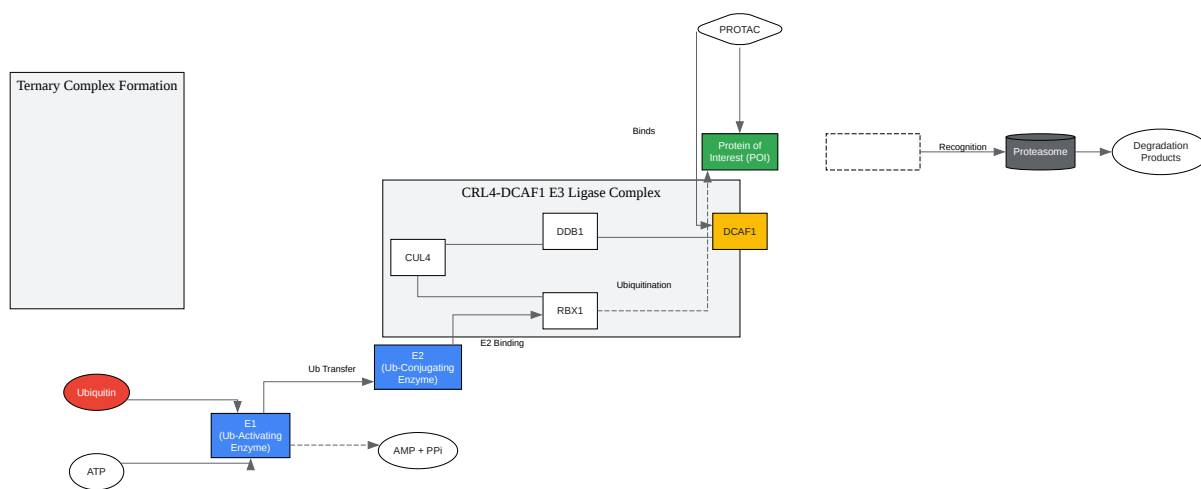 PROTAC
Ternary Complex Formation
Binds
Protein of
Interest (POI)
Recognition
Proteasome
Degradation
Products
CRL4-DCAF1 E3 Ligase Complex
DDB1
DCAF1
CUL4
Ubiquitination
RBX1
E2 Binding
E2
(Ub-Conjugating
Enzyme)
Ub Transfer
Ubiquitin
E1
(Ub-Activating
Enzyme)
AMP + PPi
ATP